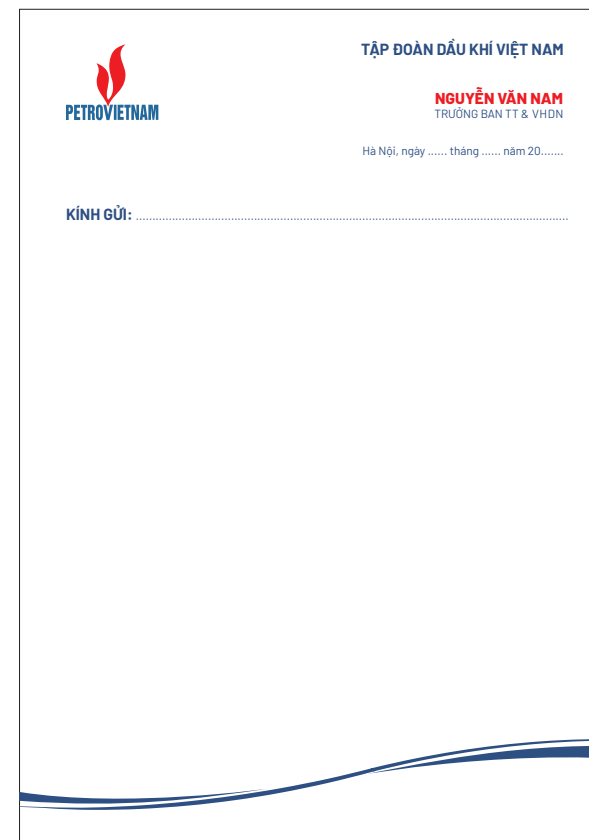 TẬP ĐOÀN DẦU KHÍ VIỆT NAM
PETROVIETNAM
NGUYỄN VĂN NAM
TRƯỞNG BAN TT & VHDN
Hà Nội, ngày ...... tháng ...... năm 20.......
KÍNH GỬI: ....................................................................................................................................